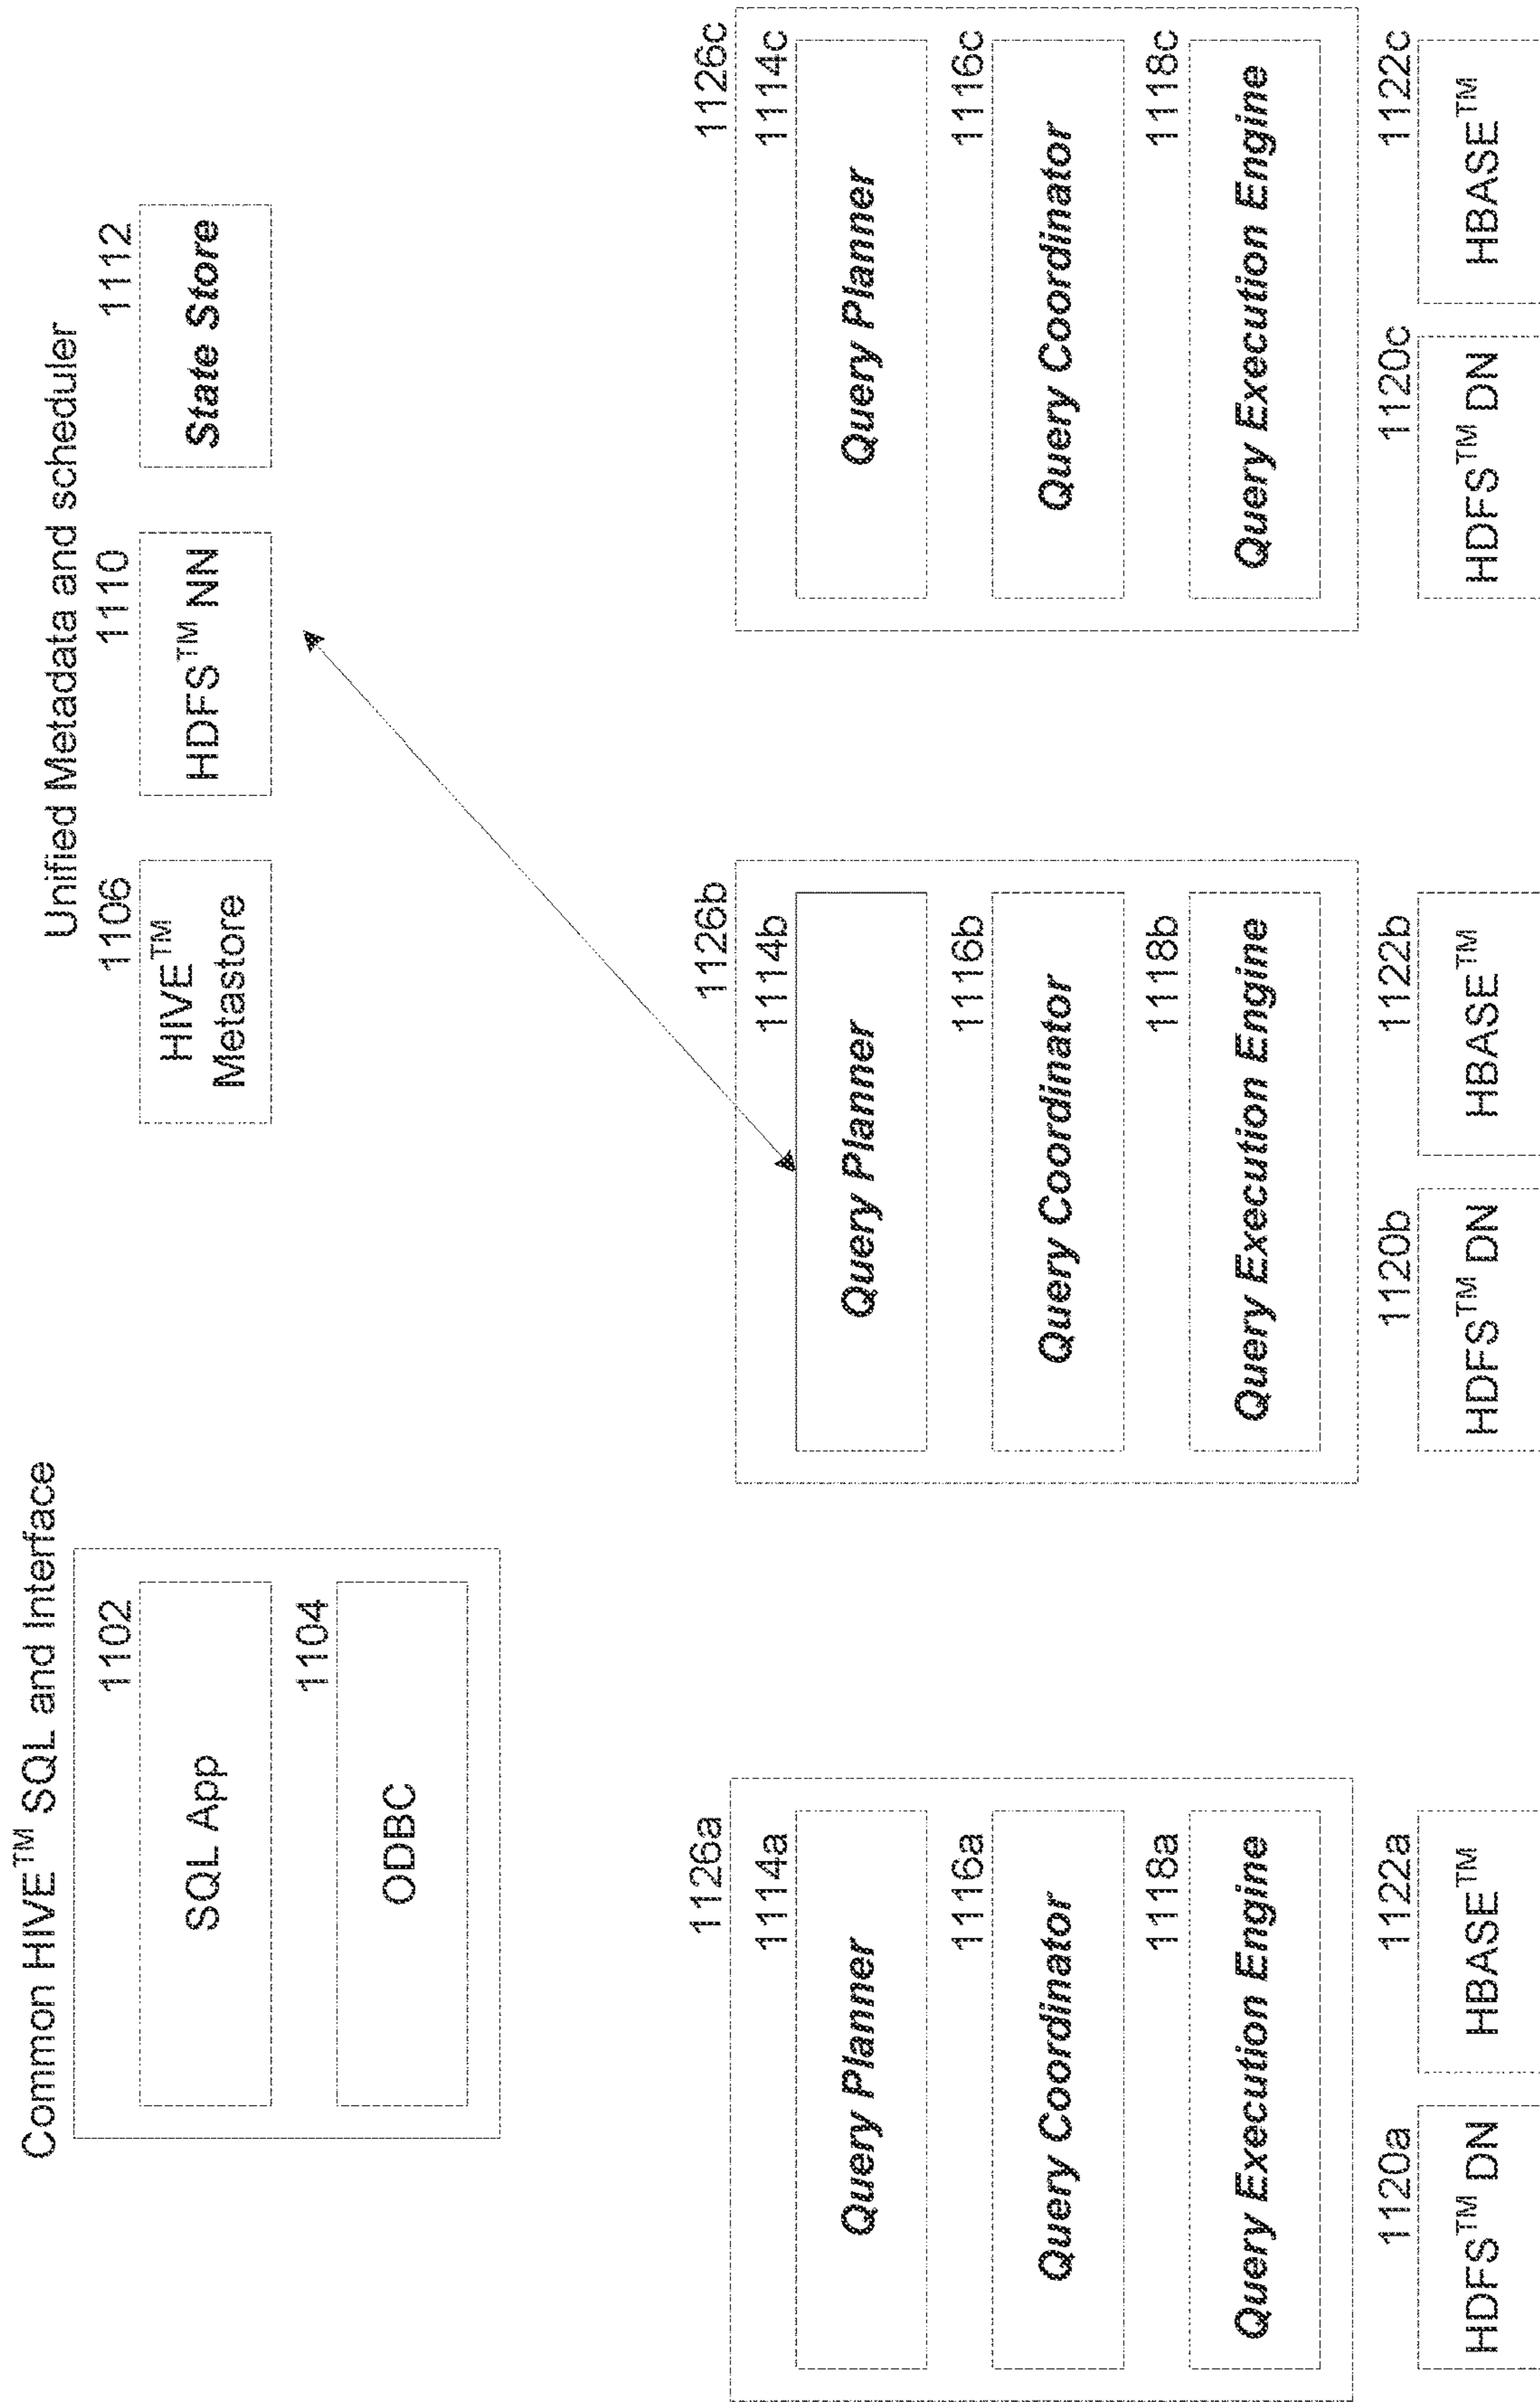 Common HIVE™ SQL and Interface
1102
SQL App
1104
ODBC
Unified Metadata and scheduler
1106
HIVE™
Metastore
1110
HDFS™ NN
1112
State Store
1126a
1114a
Query Planner
1116a
Query Coordinator
1118a
Query Execution Engine
1120a
HDFS™ DN
1122a
HBASE™
1126b
1114b
Query Planner
1116b
Query Coordinator
1118b
Query Execution Engine
1120b
HDFS™ DN
1122b
HBASE™
1126c
1114c
Query Planner
1116c
Query Coordinator
1118c
Query Execution Engine
1120c
HDFS™ DN
1122c
HBASE™